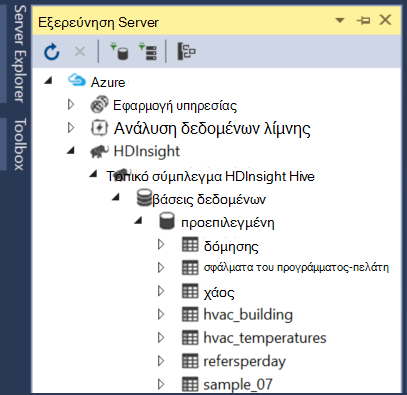 Server Explorer
Toolbox
Εξερεύνηση Server
Azure
Εφαρμογή υπηρεσίας
Ανάλυση δεδομένων λίμνης
HDInsight
Τοπικό σύμπλεγμα HDInsight Hive
βάσεις δεδομένων
προεπιλεγμένη
δόμησης
σφάλματα του προγράμματος-πελάτη
χάος
hvac_building
hvac_temperatures
refersperday
sample_07